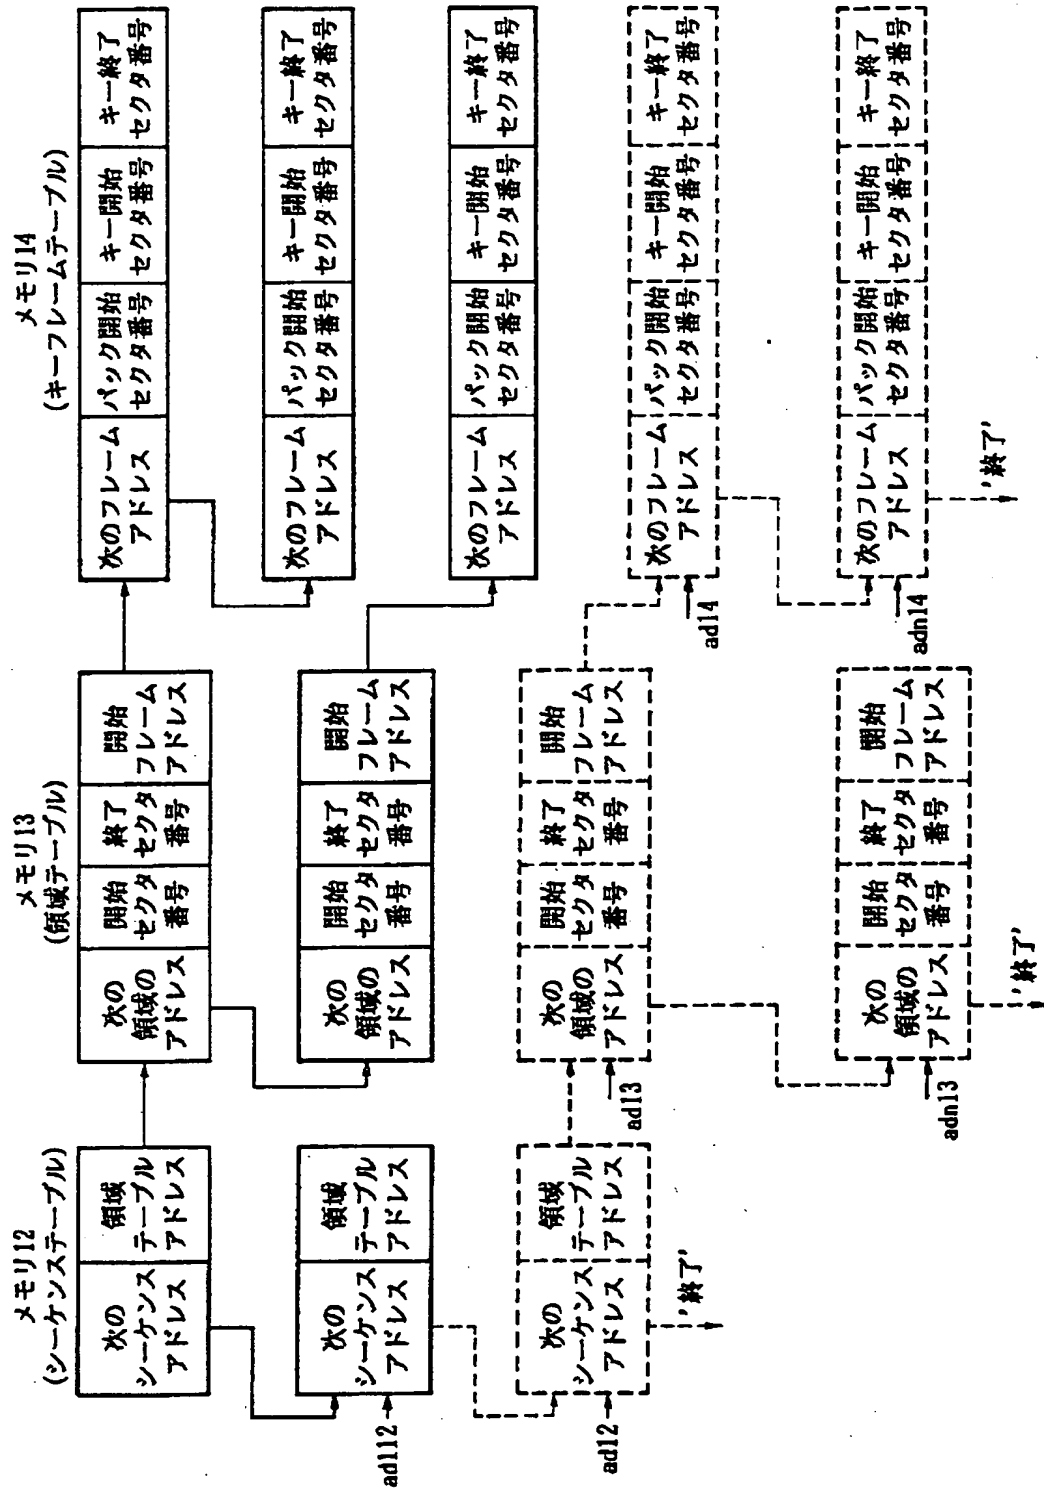 メモリ12
(シーケンステーブル)
次の
シーケンス
アドレス
領域
テーブル
アドレス
次の
シーケンス
アドレス
領域
テーブル
アドレス
ad112
次の
シーケンス
アドレス
領域
テーブル
アドレス
ad12
'終了'
メモリ13
(領域テーブル)
次の
領域の
アドレス
開始
セクタ
番号
終了
セクタ
番号
開始
フレーム
アドレス
次の
領域の
アドレス
開始
セクタ
番号
終了
セクタ
番号
開始
フレーム
アドレス
次の
領域の
アドレス
開始
セクタ
番号
終了
セクタ
番号
開始
フレーム
アドレス
ad13
次の
領域の
アドレス
開始
セクタ
番号
終了
セクタ
番号
開始
フレーム
アドレス
adn13
'終了'
メモリ14
(キーフレームテーブル)
次のフレーム
アドレス
パック開始
セクタ番号
キー開始
セクタ番号
キー終了
セクタ番号
次のフレーム
アドレス
パック開始
セクタ番号
キー開始
セクタ番号
キー終了
セクタ番号
次のフレーム
アドレス
パック開始
セクタ番号
キー開始
セクタ番号
キー終了
セクタ番号
次のフレーム
アドレス
パック開始
セクタ番号
キー開始
セクタ番号
キー終了
セクタ番号
ad14
次のフレーム
アドレス
パック開始
セクタ番号
キー開始
セクタ番号
キー終了
セクタ番号
adn14
'終了'